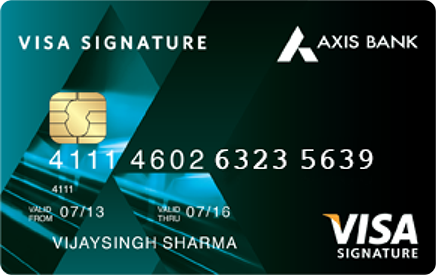 VISA SIGNATURE
AXIS BANK
4111 4602 6323 5639
4111
VALID FROM 07/13 VALID THRU 07/16
VIJAYSINGH SHARMA
VISA
SIGNATURE